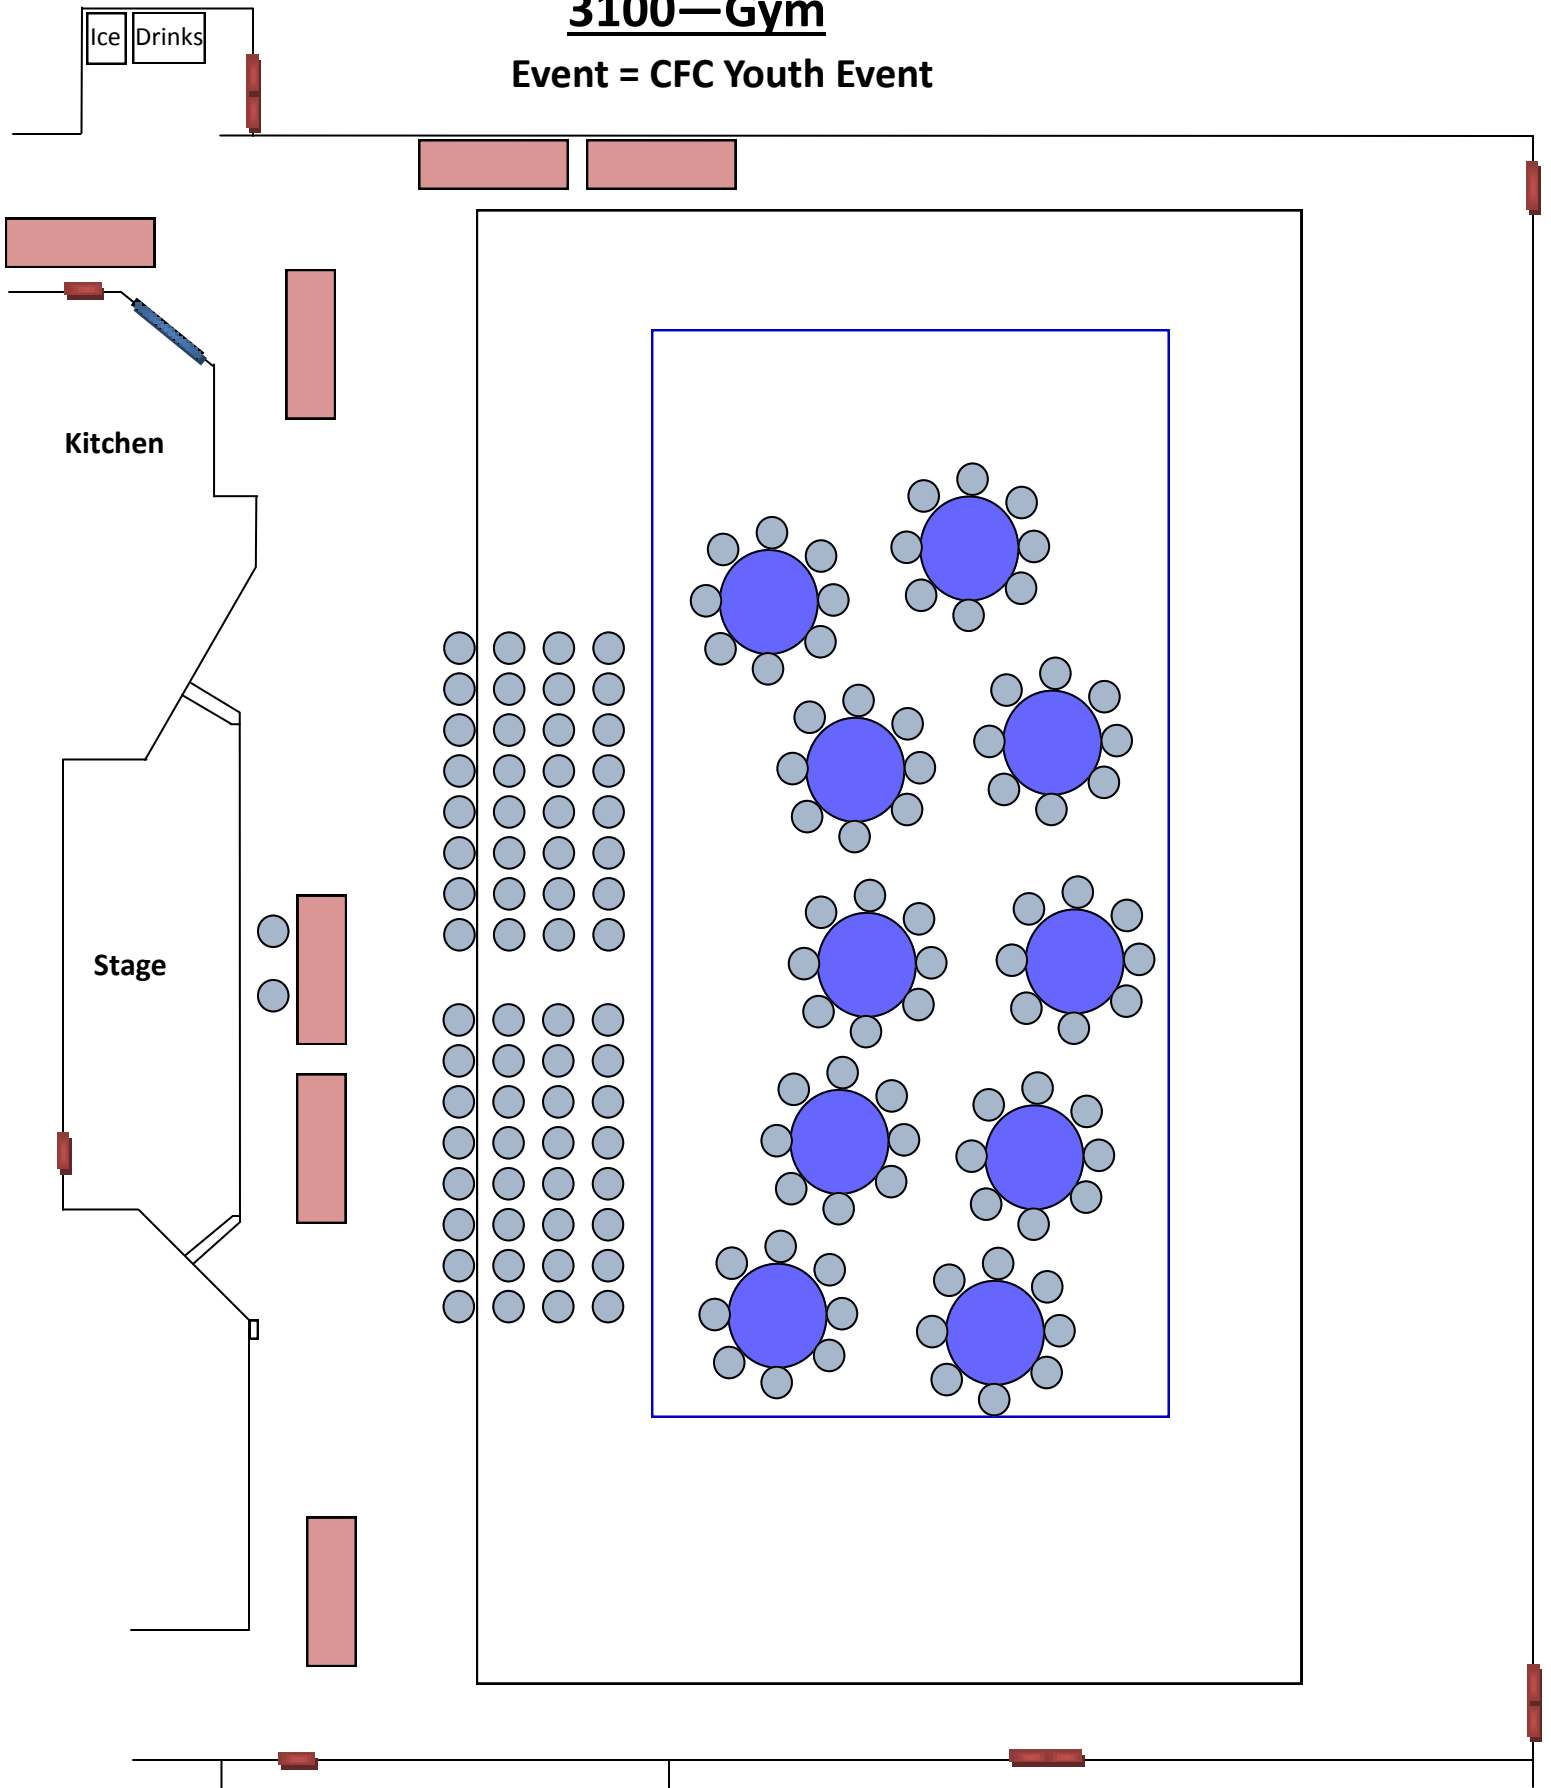 3100—Gym
Event = CFC Youth Event
Ice
Drinks
Kitchen
Stage